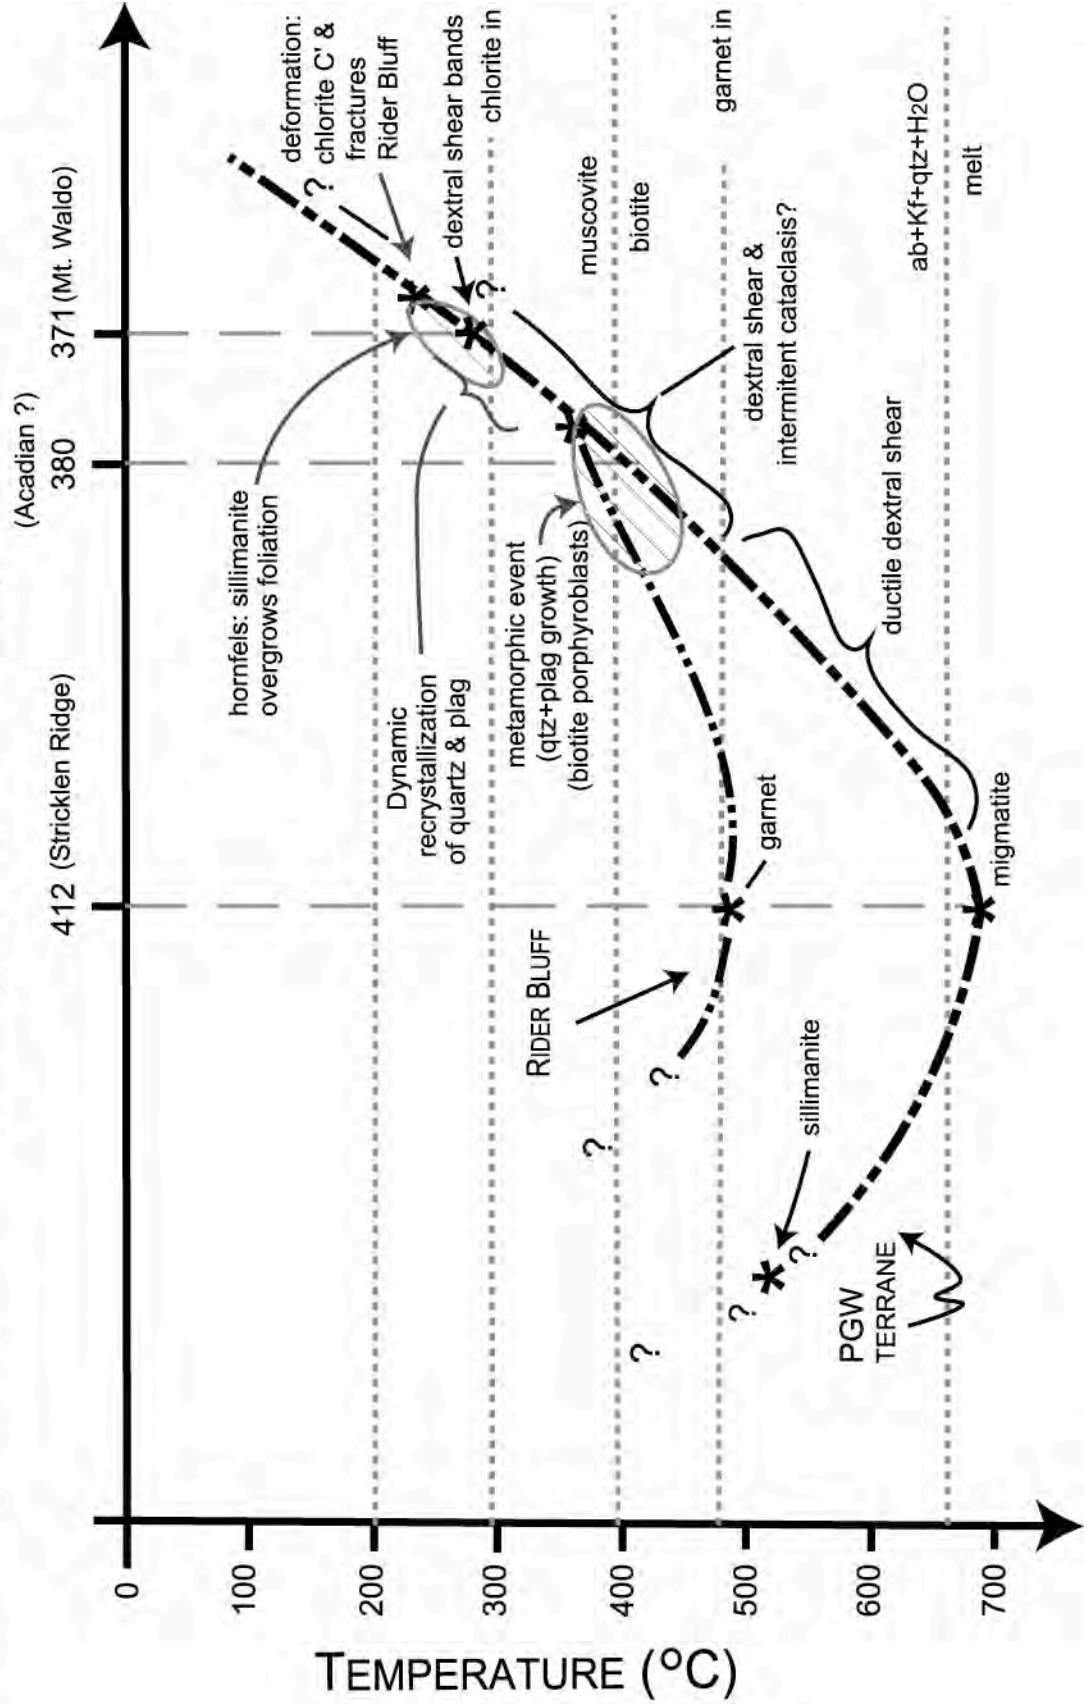 (Acadian ?)
412 (Stricklen Ridge)
380
371 (Mt. Waldo)
0
100
200
300
400
500
600
700
TEMPERATURE (°C)
hornfels: sillimanite
overgrows foliation
deformation:
chlorite C' &
fractures
Rider Bluff
?
dextral shear bands
chlorite in
?
Dynamic
recrystallization
of quartz & plag
metamorphic event
(qtz+plag growth)
(biotite porphyroblasts)
muscovite
biotite
garnet in
RIDER BLUFF
?
?
garnet
dextral shear &
intermitent cataclasis?
ductile dextral shear
ab+Kf+qtz+H2O
melt
migmatite
sillimanite
?
?
?
PGW
TERRANE